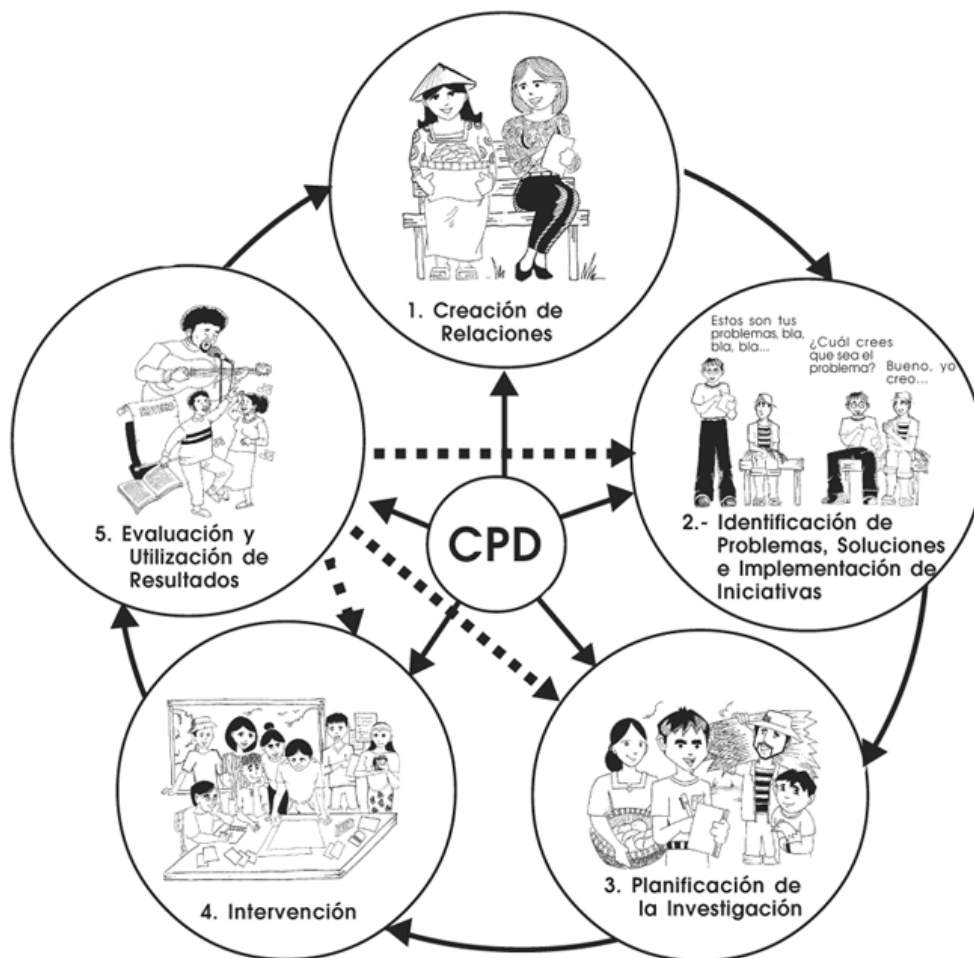 1. Creación de
Relaciones
Estos son tus
problemas, bla,
bla, bla...
¿Cuál crees
que sea el
problema?
Bueno, yo
creo...
2.- Identificación de
Problemas, Soluciones
e Implementación de
Iniciativas
CPD
5. Evaluación y
Utilización de
Resultados
3. Planificación de
la Investigación
4. Intervención